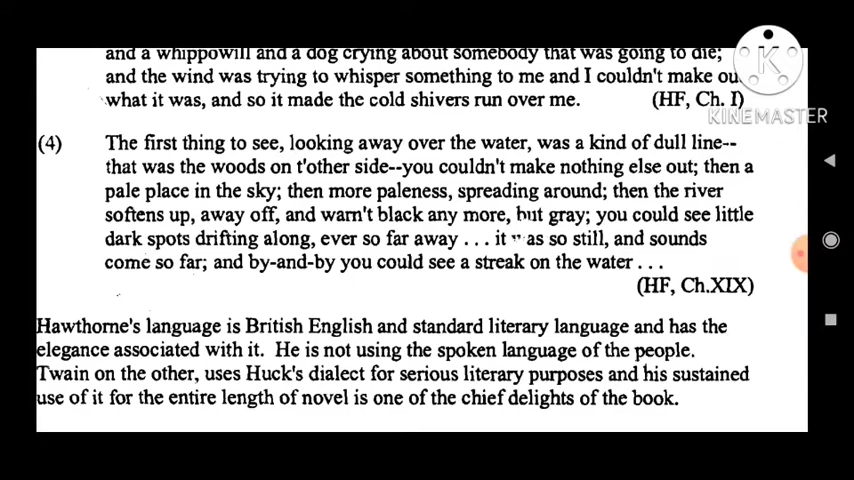 and a whippowill and a dog crying about somebody that was going to die;
and the wind was trying to whisper something to me and I couldn't make out
what it was, and so it made the cold shivers run over me. (HF, Ch. I)
K
KINEMASTER
(4) The first thing to see, looking away over the water, was a kind of dull line--
that was the woods on t'other side--you couldn't make nothing else out; then a
pale place in the sky; then more paleness, spreading around; then the river
softens up, away off, and warn't black any more, but gray; you could see little
dark spots drifting along, ever so far away . . . it was so still, and sounds
come so far; and by-and-by you could see a streak on the water . . .
(HF, Ch.XIX)
Hawthorne's language is British English and standard literary language and has the
elegance associated with it. He is not using the spoken language of the people.
Twain on the other, uses Huck's dialect for serious literary purposes and his sustained
use of it for the entire length of novel is one of the chief delights of the book.